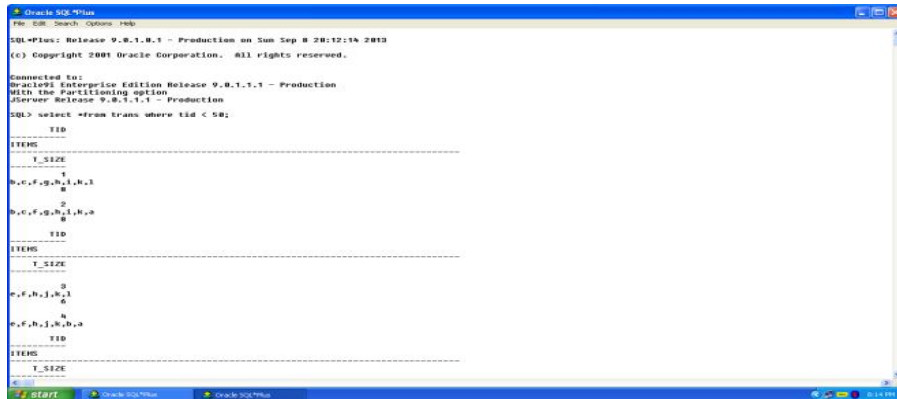 Oracle SQL*Plus
File Edit Search Options Help
SQL*Plus: Release 9.0.1.0.1 - Production on Sun Sep 8 20:12:14 2013
(c) Copyright 2001 Oracle Corporation. All rights reserved.
Connected to:
Oracle9i Enterprise Edition Release 9.0.1.1.1 - Production
With the Partitioning option
JServer Release 9.0.1.1.1 - Production
SQL> select *from trans where tid < 50;
TID
----------
ITEMS
--------------------------------------------------------------------------------
T_SIZE
----------
1
b,c,f,g,h,i,k,l
8
2
b,c,f,g,h,i,k,a
8
TID
----------
ITEMS
--------------------------------------------------------------------------------
T_SIZE
----------
3
e,f,h,j,k,l
6
4
e,f,h,j,k,b,a
TID
----------
ITEMS
--------------------------------------------------------------------------------
T_SIZE
----------
start Oracle SQL*Plus Oracle SQL*Plus 8:14 PM